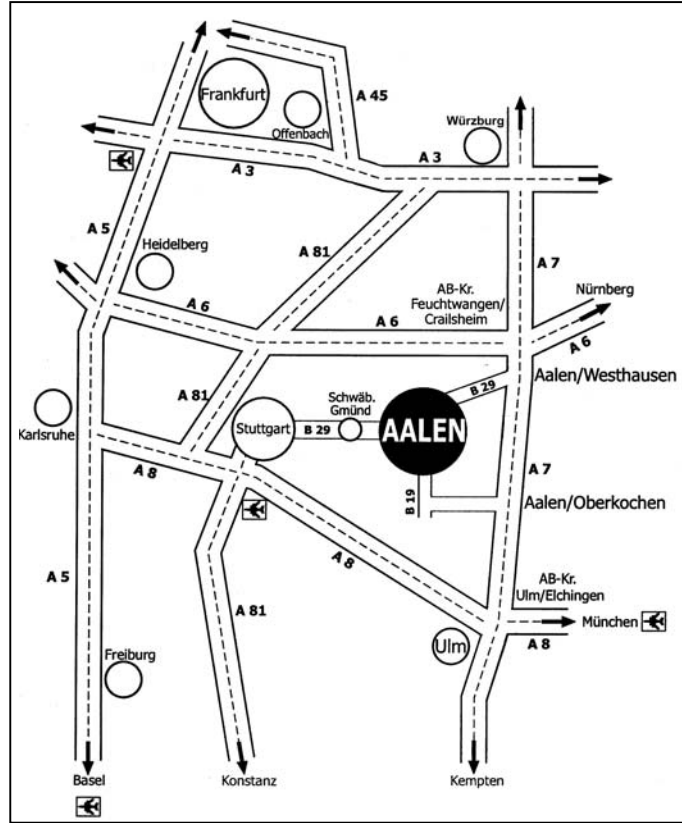 Frankfurt
A 45
Offenbach
Würzburg
A 3
A 3
A 5
Heidelberg
A 81
A 7
AB-Kr.
Feuchtwangen/
Crailsheim
Nürnberg
A 6
A 6
A 6
Aalen/Westhausen
B 29
A 81
Schwäb.
Gmünd
Karlsruhe
Stuttgart
B 29
AALEN
A 8
A 7
B 19
Aalen/Oberkochen
A 8
A 5
A 81
AB-Kr.
Ulm/Elchingen
München
A 8
Ulm
Freiburg
Basel
Konstanz
Kempten